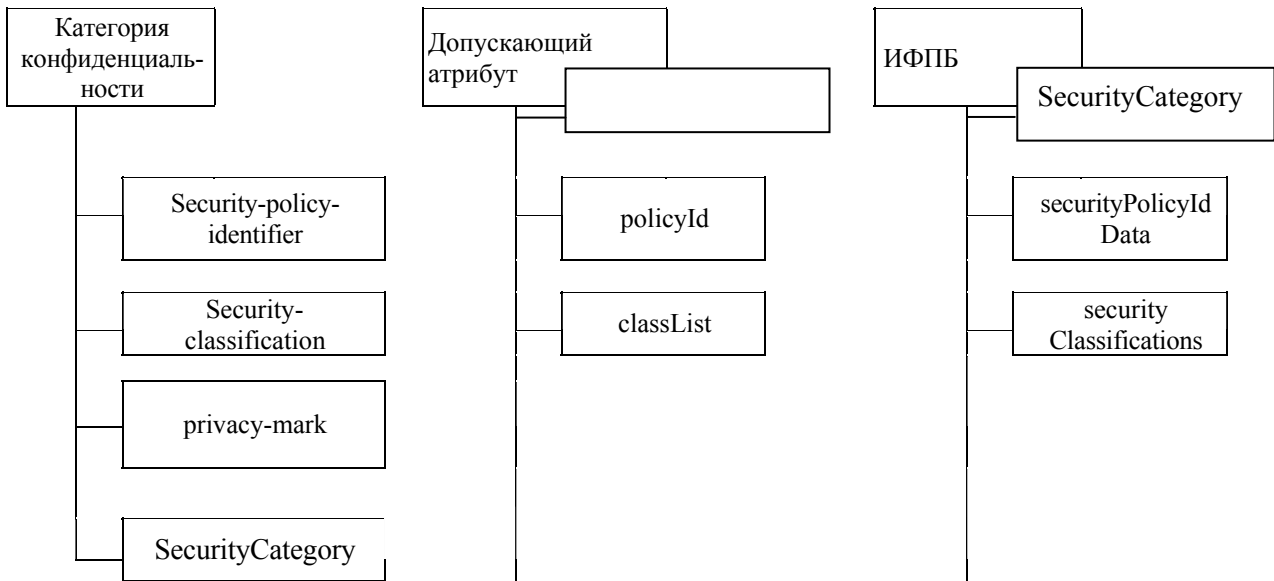 Категория
конфиденциаль-
ности
Security-policy-
identifier
Security-
classification
privacy-mark
SecurityCategory
Допускающий
атрибут
policyId
classList
ИФПБ
SecurityCategory
securityPolicyId
Data
security
Classifications